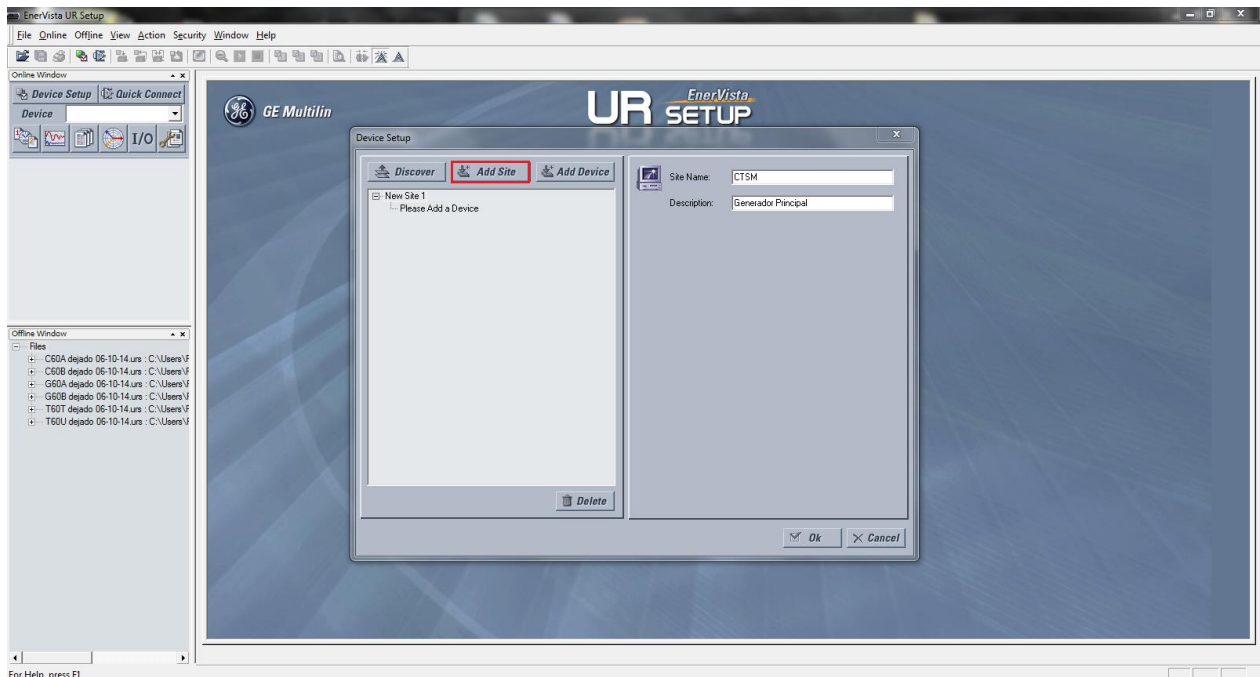 EnerVista UR Setup
File Online Offline View Action Security Window Help
Online Window
Device Setup Quick Connect
Device
I/O
GE Multilin
UR EnerVista SETUP
Device Setup
Discover Add Site Add Device
New Site 1
Please Add a Device
Site Name: CTSM
Description: Generador Principal
Delete
Ok Cancel
Offline Window
Files
C60A dejado 06-10-14.urs : C:\Users\F
C60B dejado 06-10-14.urs : C:\Users\F
G60A dejado 06-10-14.urs : C:\Users\F
G60B dejado 06-10-14.urs : C:\Users\F
T60T dejado 06-10-14.urs : C:\Users\F
T60U dejado 06-10-14.urs : C:\Users\F
For Help, press F1